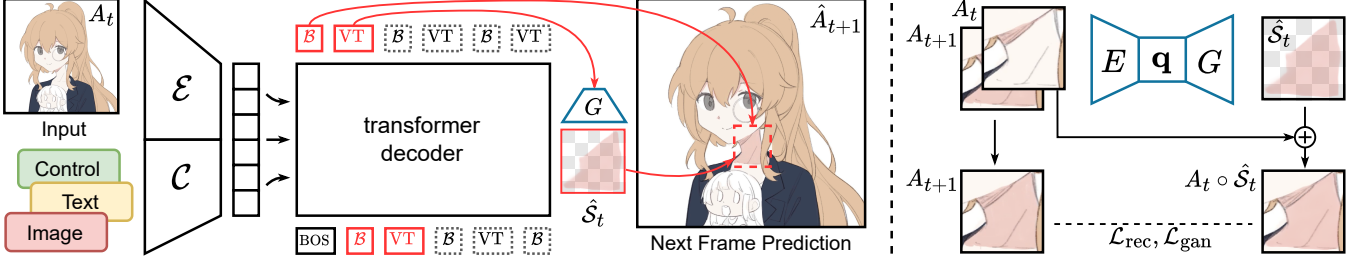 A_t
Input
Control
Text
Image
ℰ
𝒞
ℬ VT ℬ VT ℬ VT
transformer
decoder
BOS ℬ VT ℬ VT ℬ
G
Ŝ_t
Â_{t+1}
Next Frame Prediction
A_t
A_{t+1}
E q G
Ŝ_t
A_{t+1}
A_t ∘ Ŝ_t
ℒ_rec, ℒ_gan